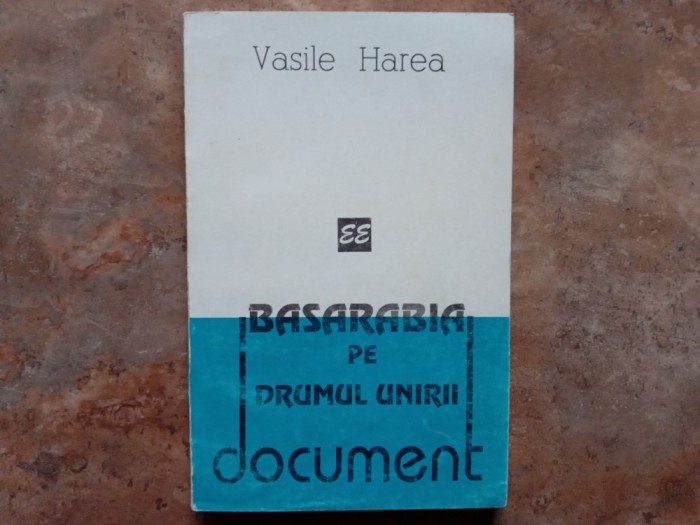 Vasile Harea
EE
BASARABIA
PE
DRUMUL UNIRII
document